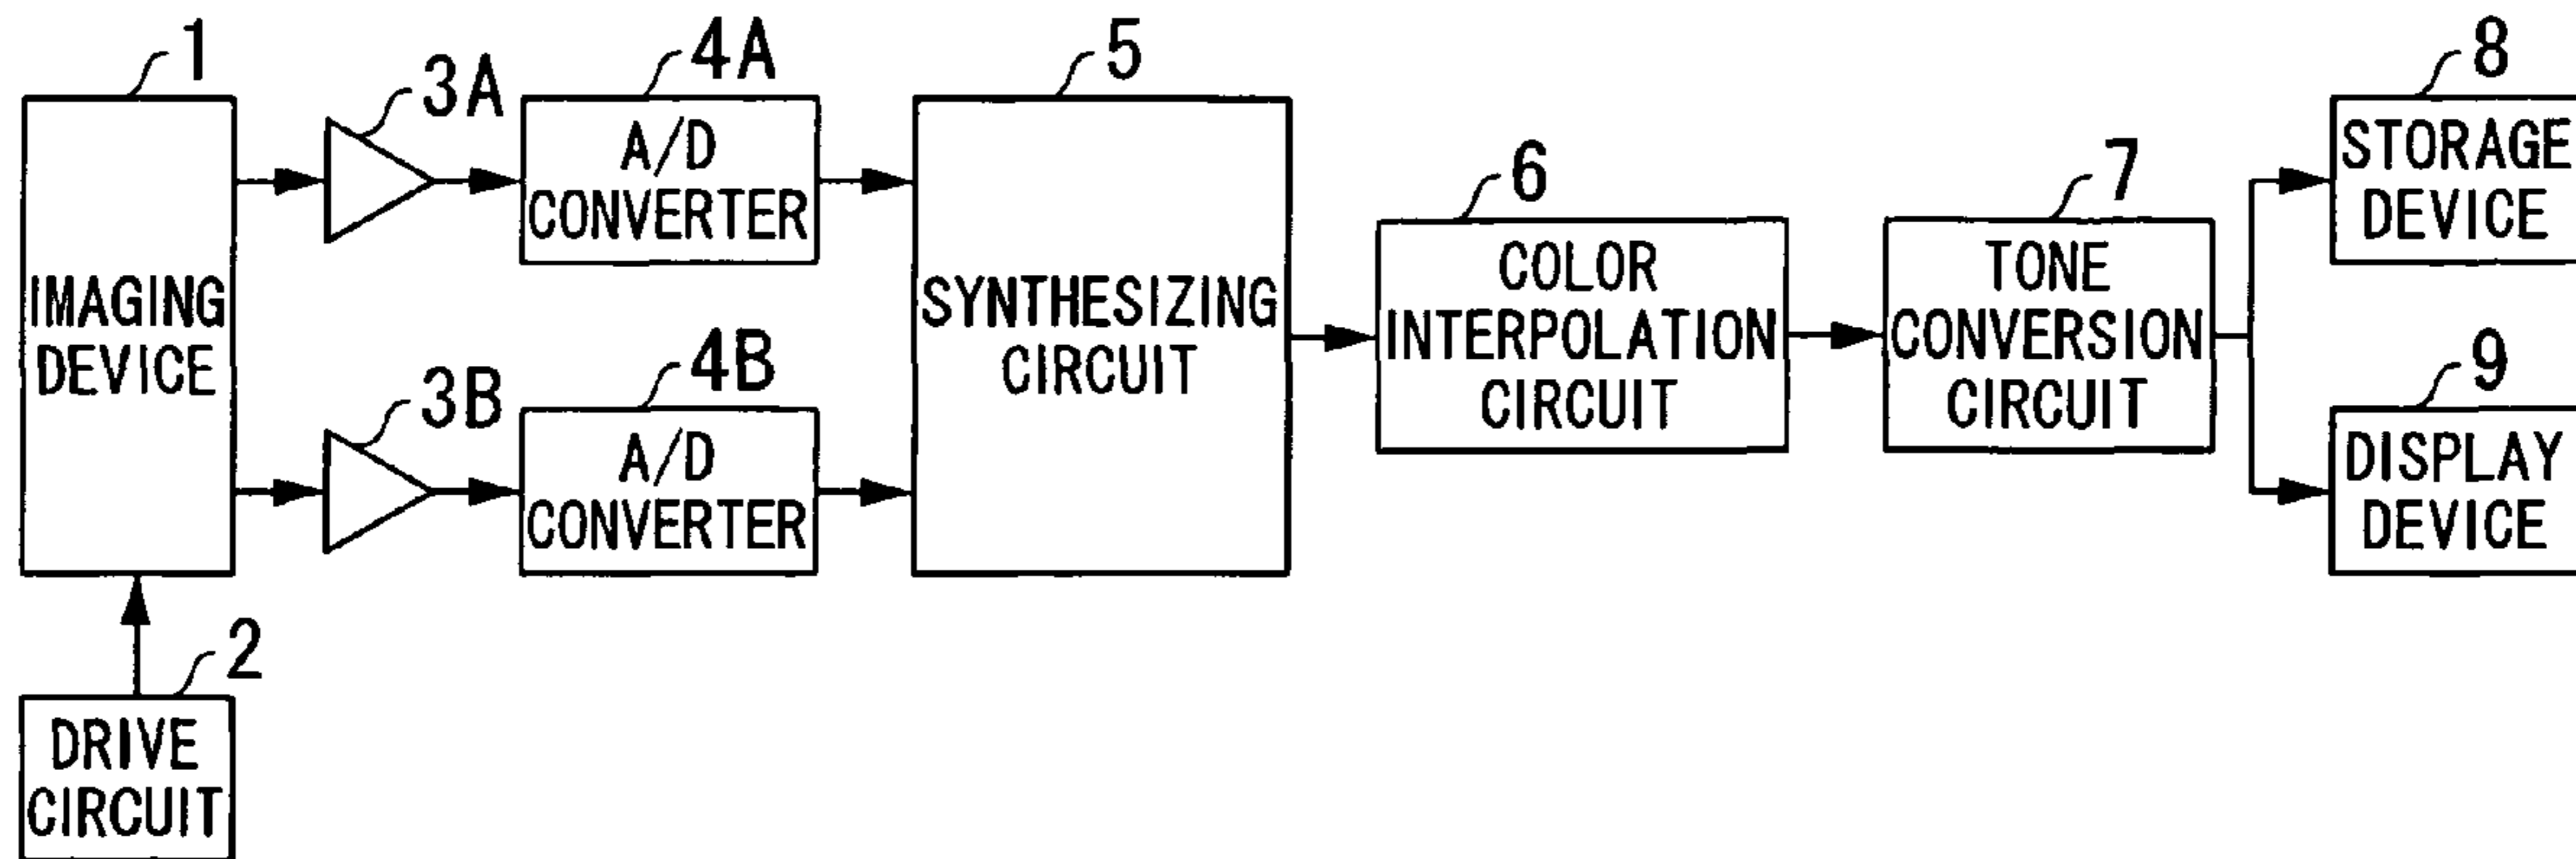 1
IMAGING
DEVICE
2
DRIVE
CIRCUIT
3A
3B
4A
A/D
CONVERTER
4B
A/D
CONVERTER
5
SYNTHESIZING
CIRCUIT
6
COLOR
INTERPOLATION
CIRCUIT
7
TONE
CONVERSION
CIRCUIT
8
STORAGE
DEVICE
9
DISPLAY
DEVICE